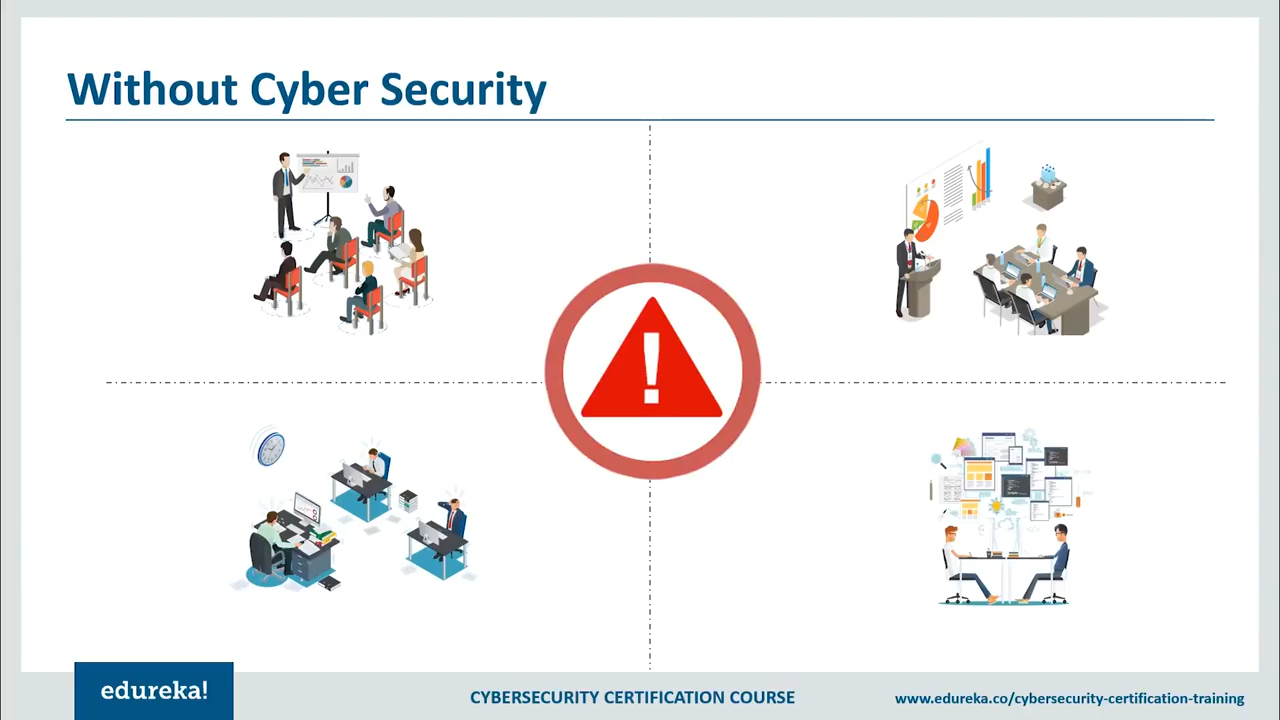 Without Cyber Security
edureka!
CYBERSECURITY CERTIFICATION COURSE
www.edureka.co/cybersecurity-certification-training